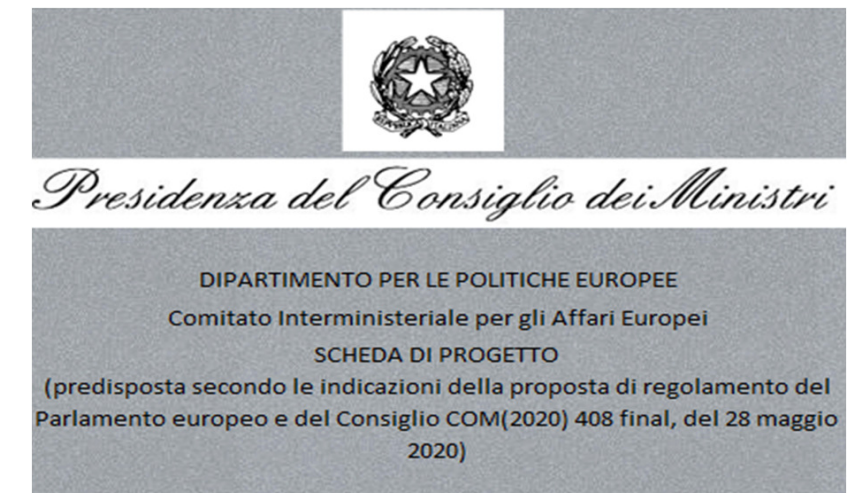 REPVBBLICA ITALIANA
Presidenza del Consiglio dei Ministri
DIPARTIMENTO PER LE POLITICHE EUROPEE
Comitato Interministeriale per gli Affari Europei
SCHEDA DI PROGETTO
(predisposta secondo le indicazioni della proposta di regolamento del
Parlamento europeo e del Consiglio COM(2020) 408 final, del 28 maggio
2020)